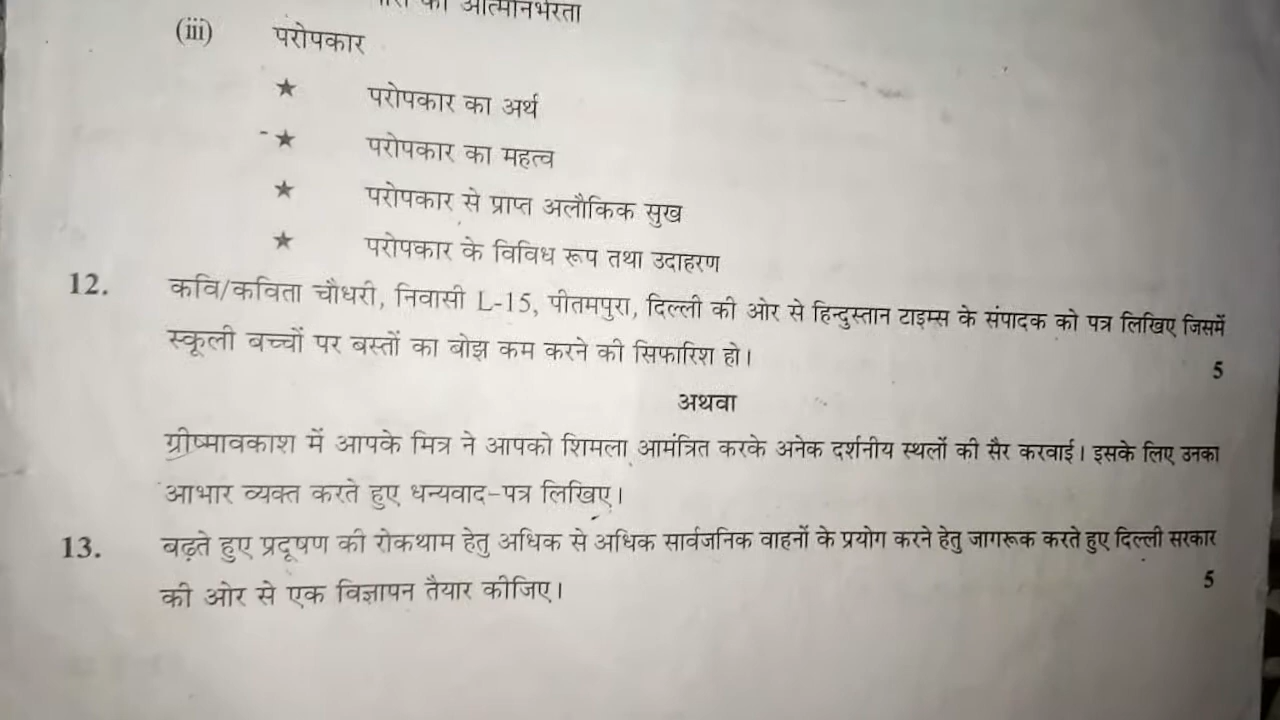 की आत्मनिर्भरता
(iii) परोपकार
★ परोपकार का अर्थ
★ परोपकार का महत्व
★ परोपकार से प्राप्त अलौकिक सुख
★ परोपकार के विविध रूप तथा उदाहरण
12. कवि/कविता चौधरी, निवासी L-15, पीतमपुरा, दिल्ली की ओर से हिन्दुस्तान टाइम्स के संपादक को पत्र लिखिए जिसमें
स्कूली बच्चों पर बस्तों का बोझ कम करने की सिफारिश हो। 5
अथवा
ग्रीष्मावकाश में आपके मित्र ने आपको शिमला आमंत्रित करके अनेक दर्शनीय स्थलों की सैर करवाई। इसके लिए उनका
आभार व्यक्त करते हुए धन्यवाद-पत्र लिखिए।
13. बढ़ते हुए प्रदूषण की रोकथाम हेतु अधिक से अधिक सार्वजनिक वाहनों के प्रयोग करने हेतु जागरूक करते हुए दिल्ली सरकार
की ओर से एक विज्ञापन तैयार कीजिए। 5